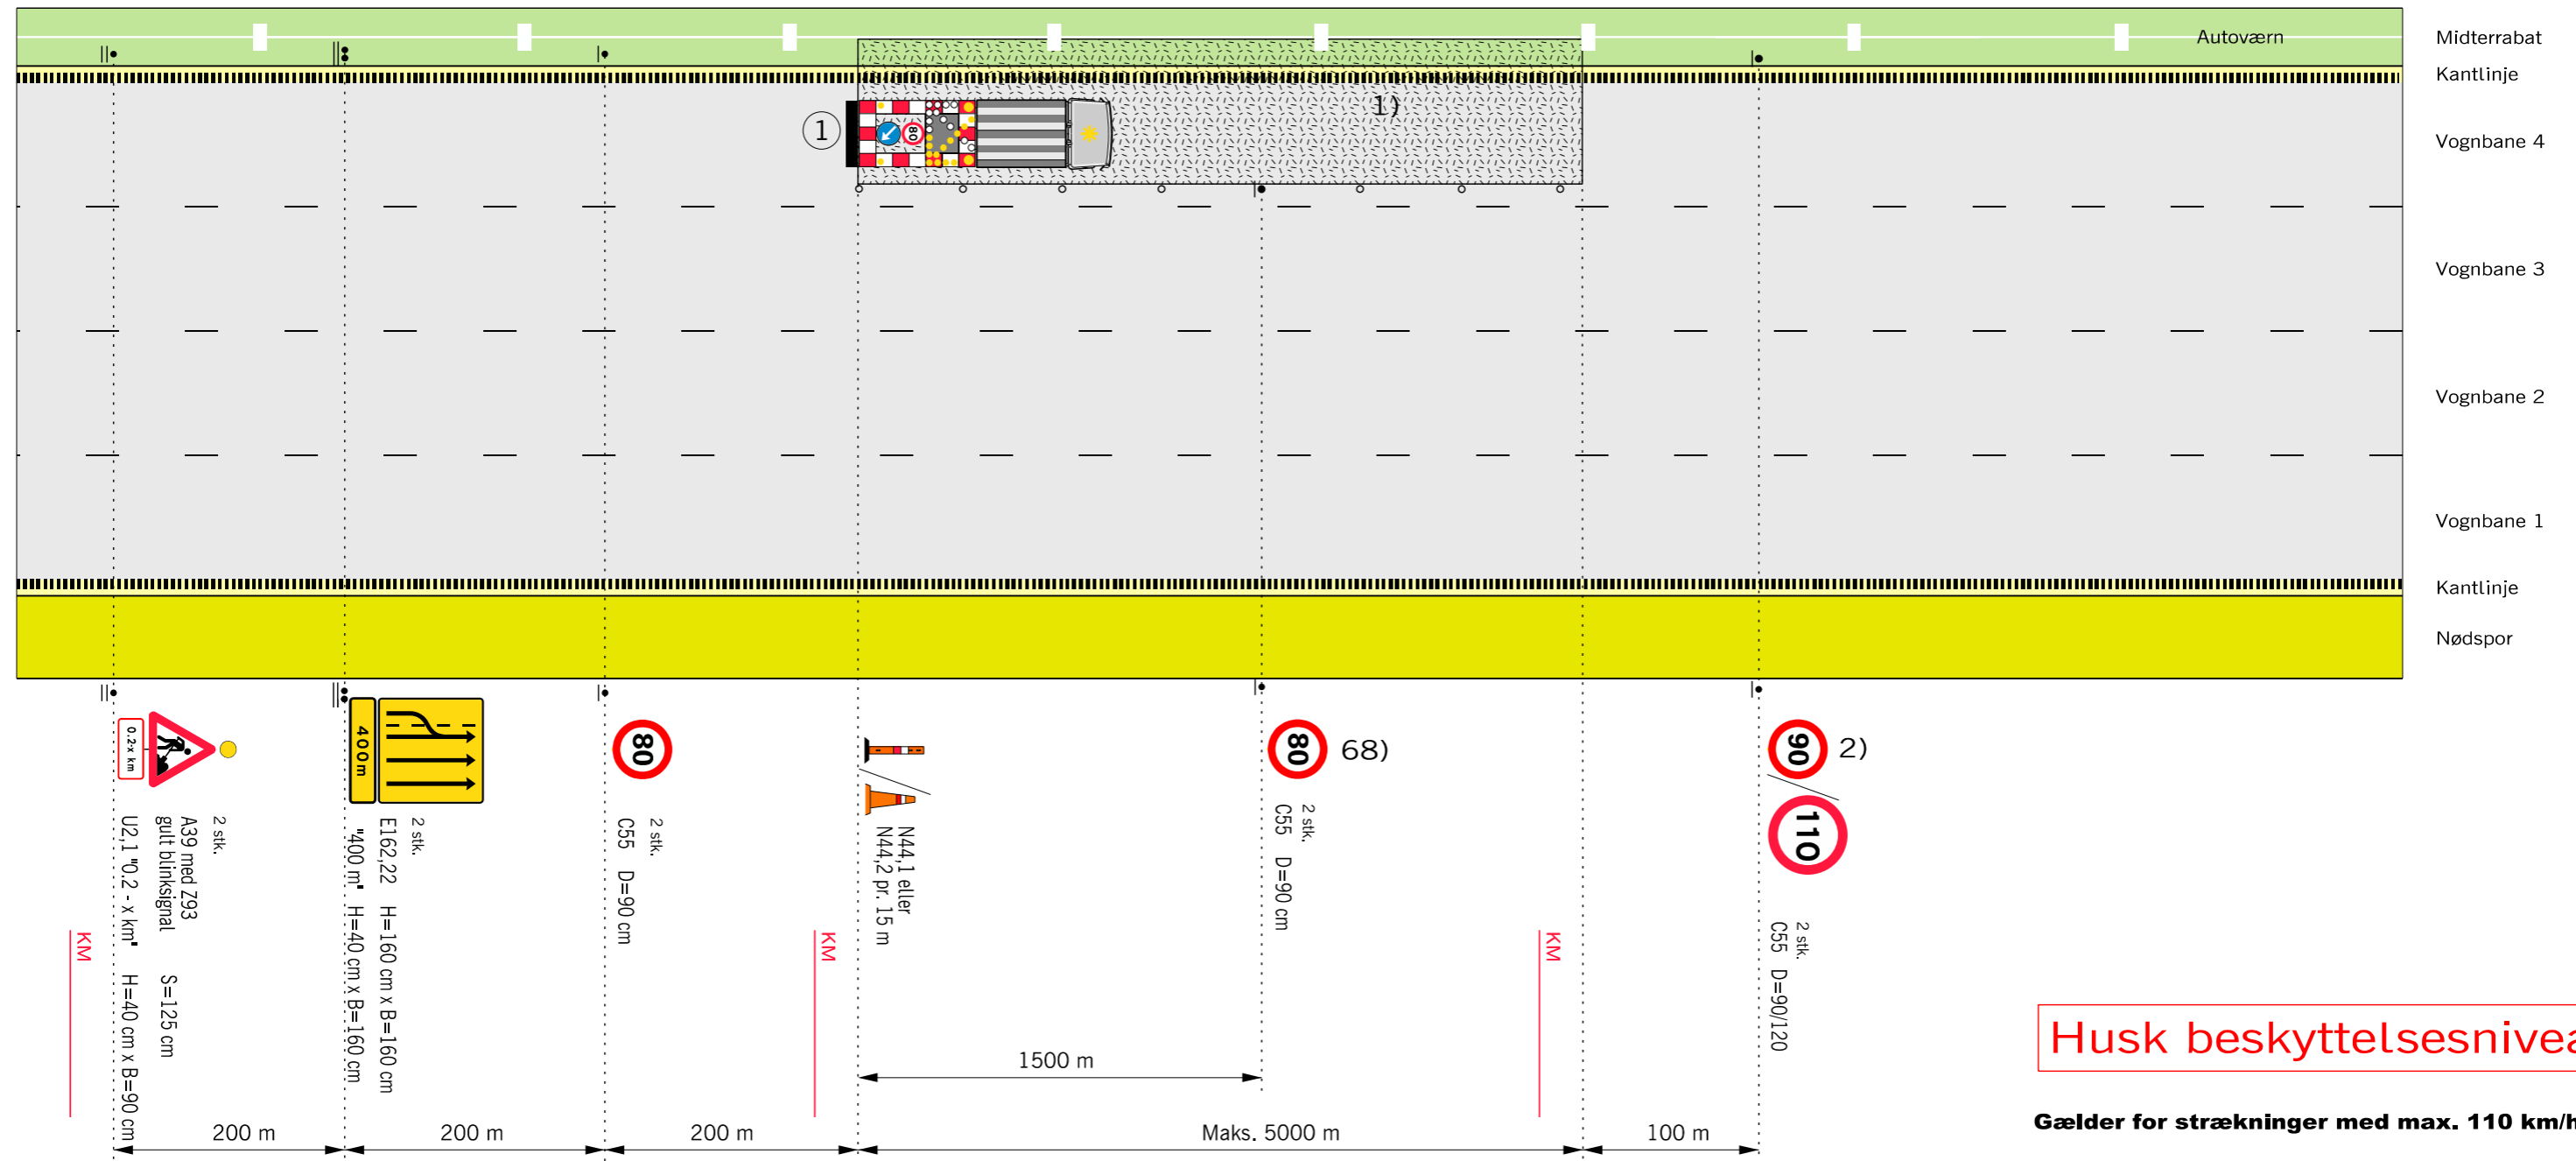 Autoværn
Midterrabat
Kantlinje
Vognbane 4
Vognbane 3
Vognbane 2
Vognbane 1
Kantlinje
Nødspor
1
80
1)
0.2-x km
400m
80
80
68)
90
2)
110
2 stk.
A39 med Z93
gult blinksignal S=125 cm
U2,1 "0.2 - x km" H=40 cm x B=90 cm
2 stk.
E162,22 H=160 cm x B=160 cm
"400 m" H=40 cm x B=160 cm
2 stk.
C55 D=90 cm
N44,1 eller
N44,2 pr. 15 m
2 stk.
C55 D=90 cm
2 stk.
C55 D=90/120
KM
KM
KM
1500 m
200 m
200 m
200 m
Maks. 5000 m
100 m
Husk beskyttelsesnivea
Gælder for strækninger med max. 110 km/h